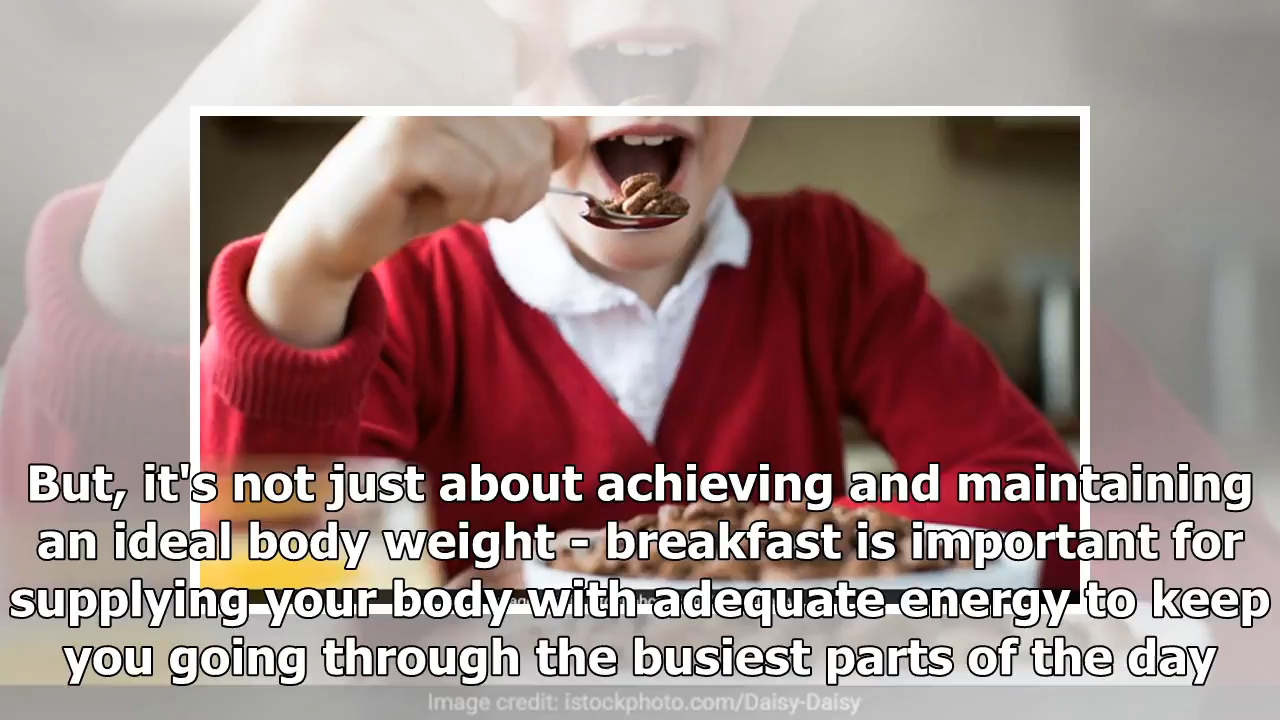 But, it's not just about achieving and maintaining
an ideal body weight - breakfast is important for
supplying your body with adequate energy to keep
you going through the busiest parts of the day
Image credit: istockphoto.com/Daisy-Daisy